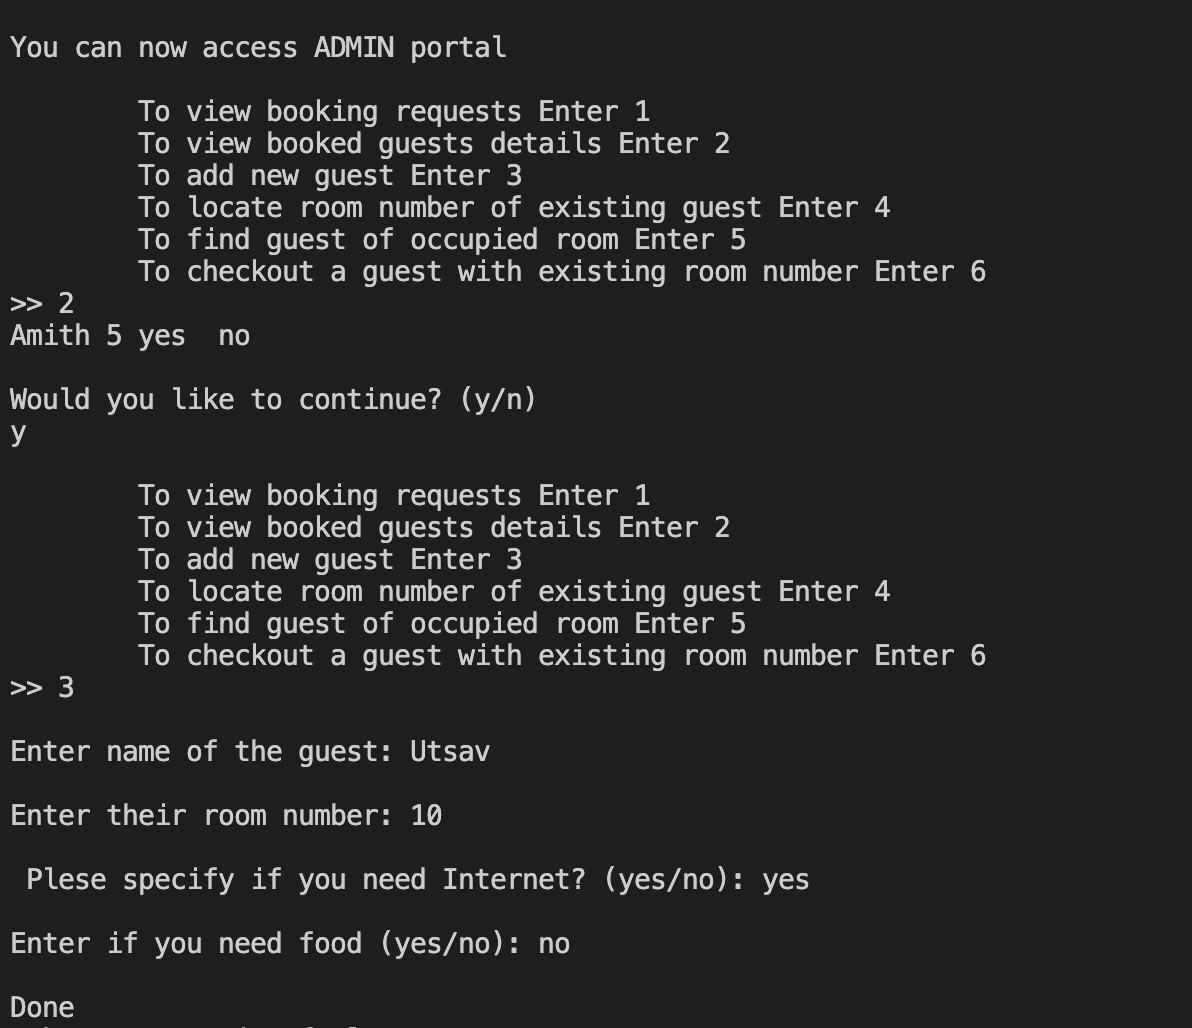 You can now access ADMIN portal
To view booking requests Enter 1
To view booked guests details Enter 2
To add new guest Enter 3
To locate room number of existing guest Enter 4
To find guest of occupied room Enter 5
To checkout a guest with existing room number Enter 6
>> 2
Amith 5 yes  no
Would you like to continue? (y/n)
y
To view booking requests Enter 1
To view booked guests details Enter 2
To add new guest Enter 3
To locate room number of existing guest Enter 4
To find guest of occupied room Enter 5
To checkout a guest with existing room number Enter 6
>> 3
Enter name of the guest: Utsav
Enter their room number: 10
Plese specify if you need Internet? (yes/no): yes
Enter if you need food (yes/no): no
Done